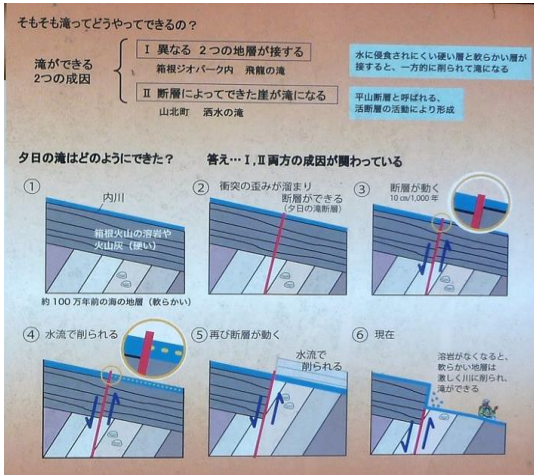 そもそも滝ってどうやってできるの？
滝ができる
2つの成因
Ⅰ 異なる 2つの地層が接する
箱根ジオパーク内　飛龍の滝
水に侵食されにくい硬い層と軟らかい層が
接すると、一方的に削られて滝になる
Ⅱ 断層によってできた崖が滝になる
山北町　洒水の滝
平山断層と呼ばれる、
活断層の活動により形成
夕日の滝はどのようにできた？
答え…Ⅰ,Ⅱ両方の成因が関わっている
①
内川
箱根火山の溶岩や
火山灰（硬い）
約100万年前の海の地層（軟らかい）
② 衝突の歪みが溜まり
断層ができる
（夕日の滝断層）
③ 断層が動く
10㎝/1,000年
④ 水流で削られる
⑤ 再び断層が動く
水流で
削られる
⑥ 現在
溶岩がなくなると、
軟らかい地層は
激しく川に削られ、
滝ができる